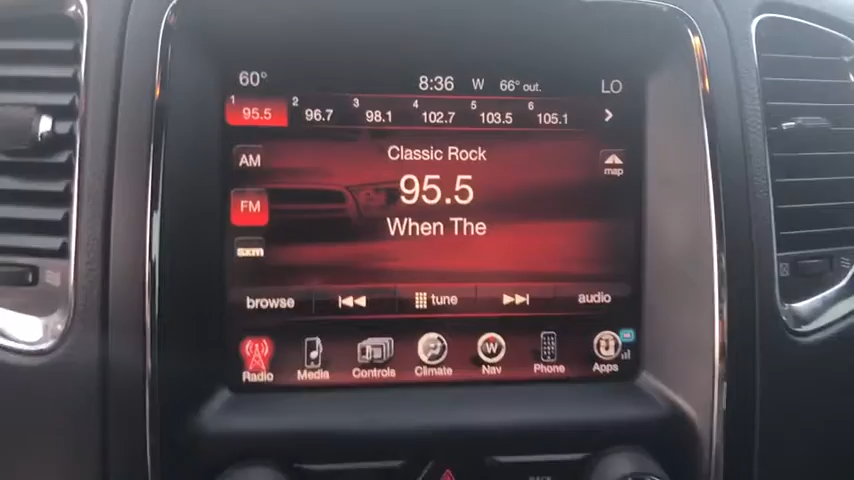 60° 8:36 W 66° out. LO
1 95.5 2 96.7 3 98.1 4 102.7 5 103.5 6 105.1
AM Classic Rock map
FM 95.5
When The
sxm
browse tune audio
Radio Media Controls Climate W Nav Phone Apps